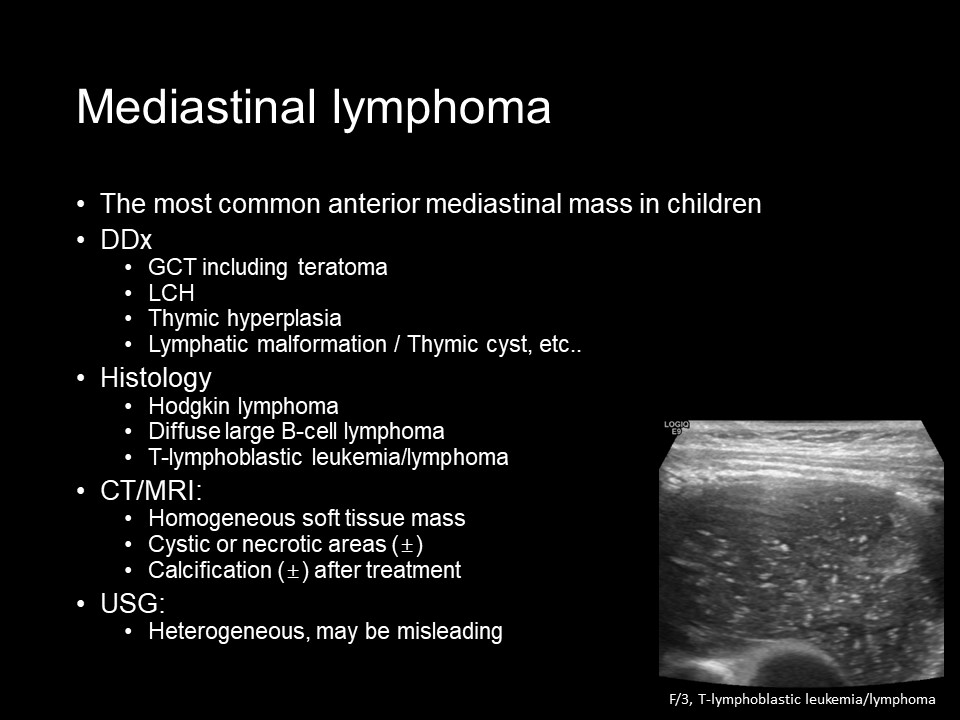 Mediastinal lymphoma
• The most common anterior mediastinal mass in children
• DDx
• GCT including teratoma
• LCH
• Thymic hyperplasia
• Lymphatic malformation / Thymic cyst, etc..
• Histology
• Hodgkin lymphoma
• Diffuse large B-cell lymphoma
• T-lymphoblastic leukemia/lymphoma
• CT/MRI:
• Homogeneous soft tissue mass
• Cystic or necrotic areas (±)
• Calcification (±) after treatment
• USG:
• Heterogeneous, may be misleading
LOGIQ
E9
F/3, T-lymphoblastic leukemia/lymphoma